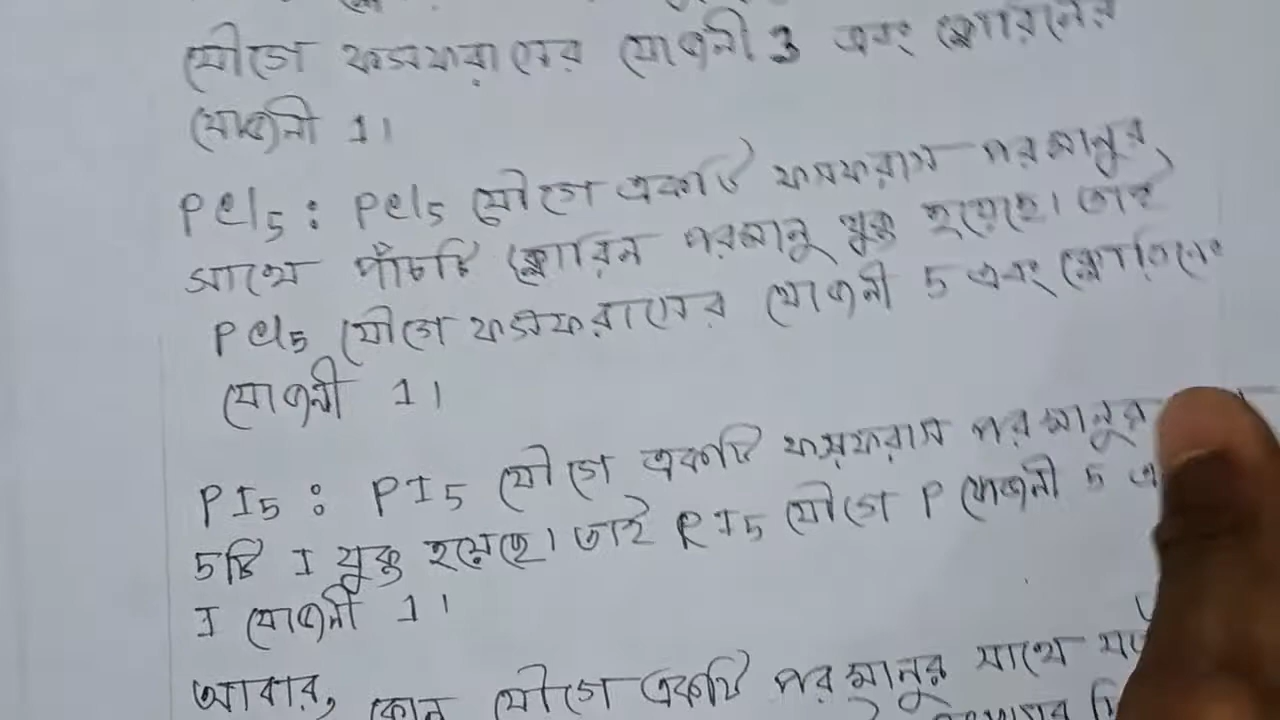 যৌগে ফসফরাসের যোজনী 3 এবং ক্লোরিনের
যোজনী 1।
PCl5 : PCl5 যৌগে একটি ফসফরাস পরমানুর
সাথে পাঁচটি ক্লোরিন পরমানু যুক্ত হয়েছে। তাই
PCl5 যৌগে ফসফরাসের যোজনী 5 এবং ক্লোরিনের
যোজনী 1।
PI5 : PI5 যৌগে একটি ফসফরাস পরমানুর
5টি I যুক্ত হয়েছে। তাই PI5 যৌগে P যোজনী 5
I যোজনী 1।
আবার, কোন যৌগে একটি পরমানুর সাথে